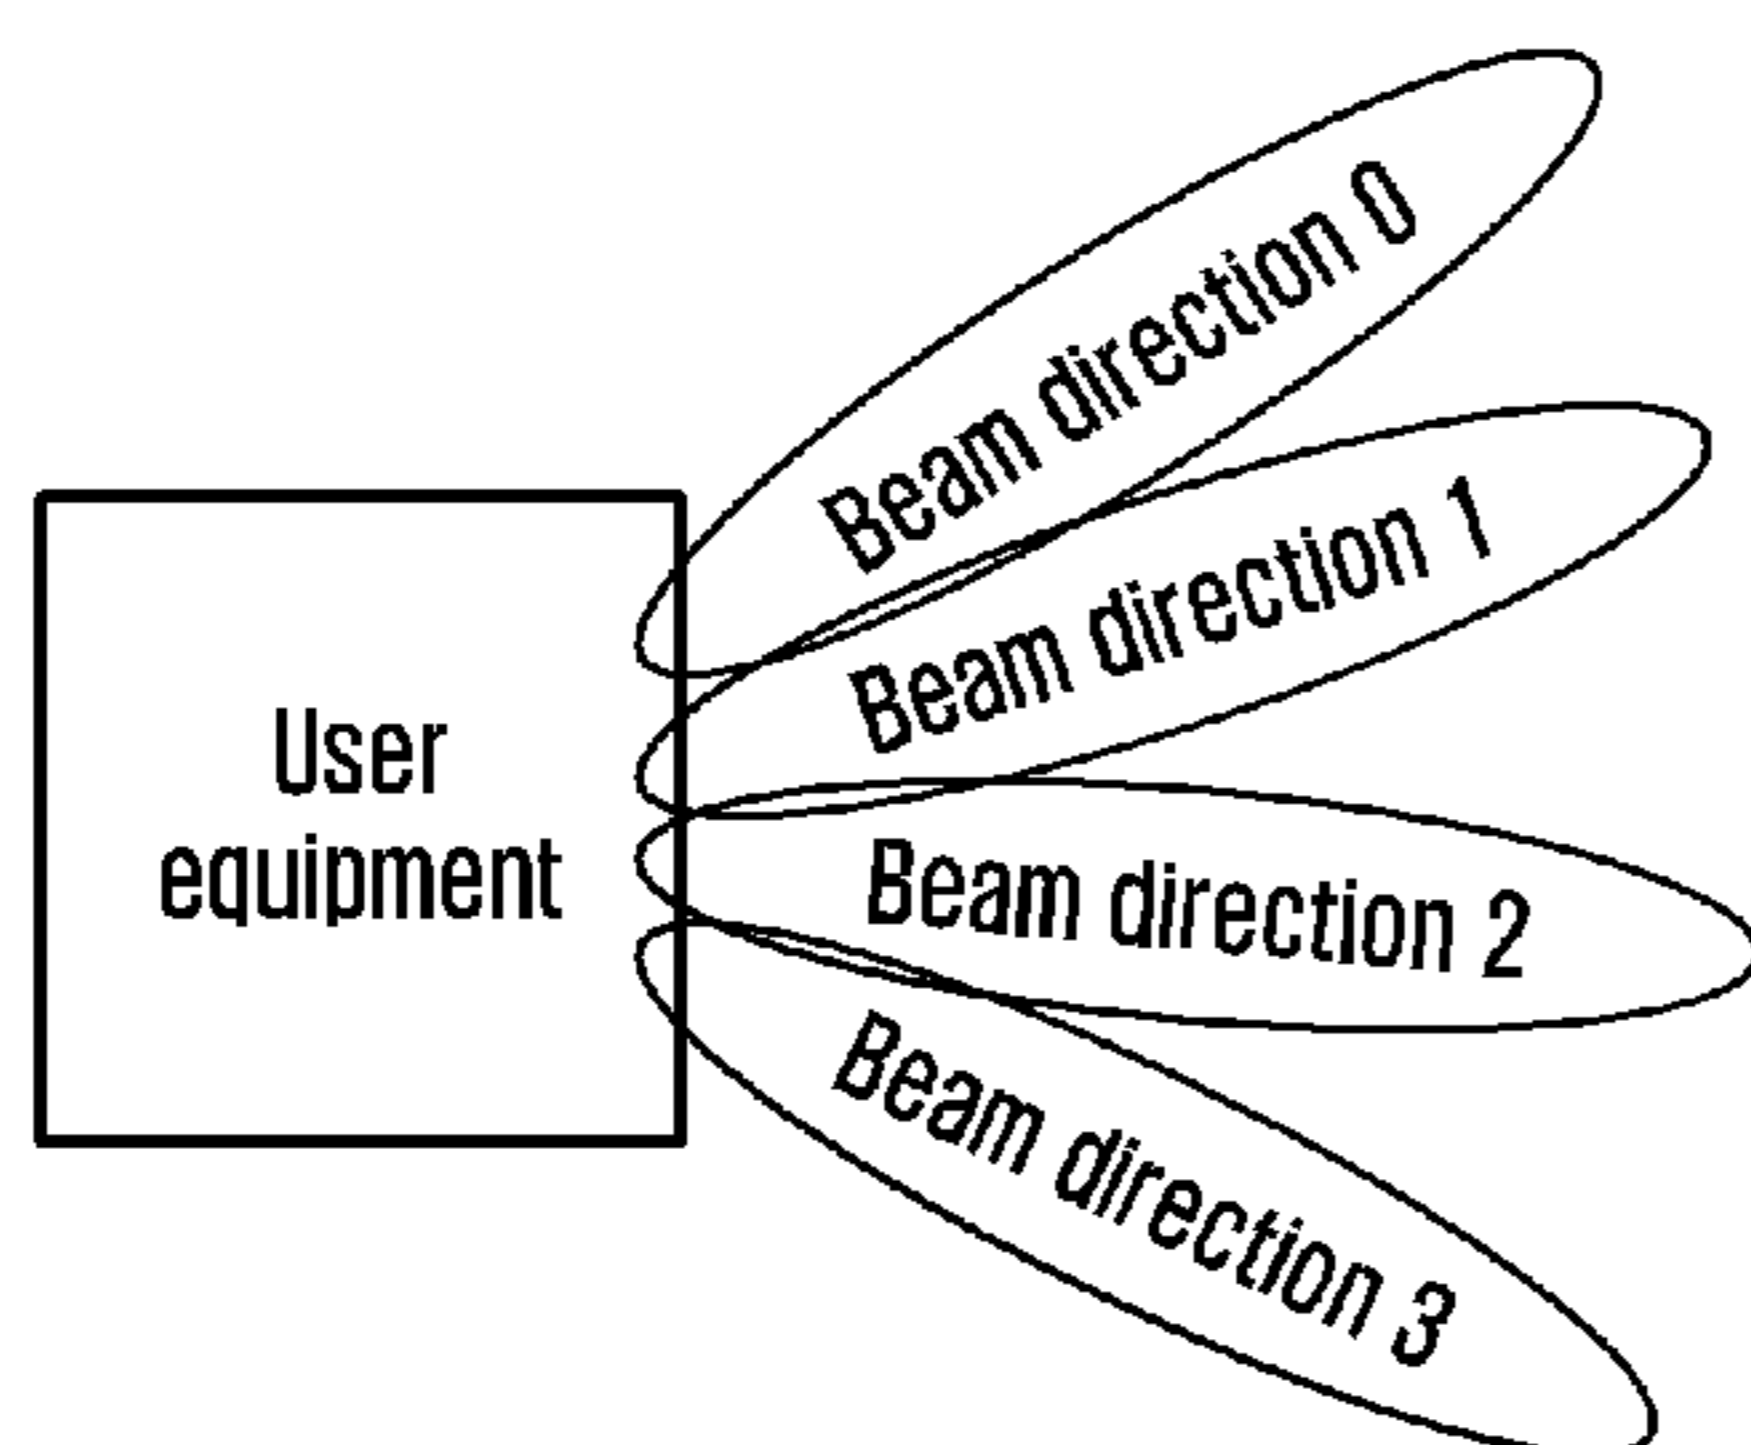 Beam direction 0
Beam direction 1
User
equipment
Beam direction 2
Beam direction 3